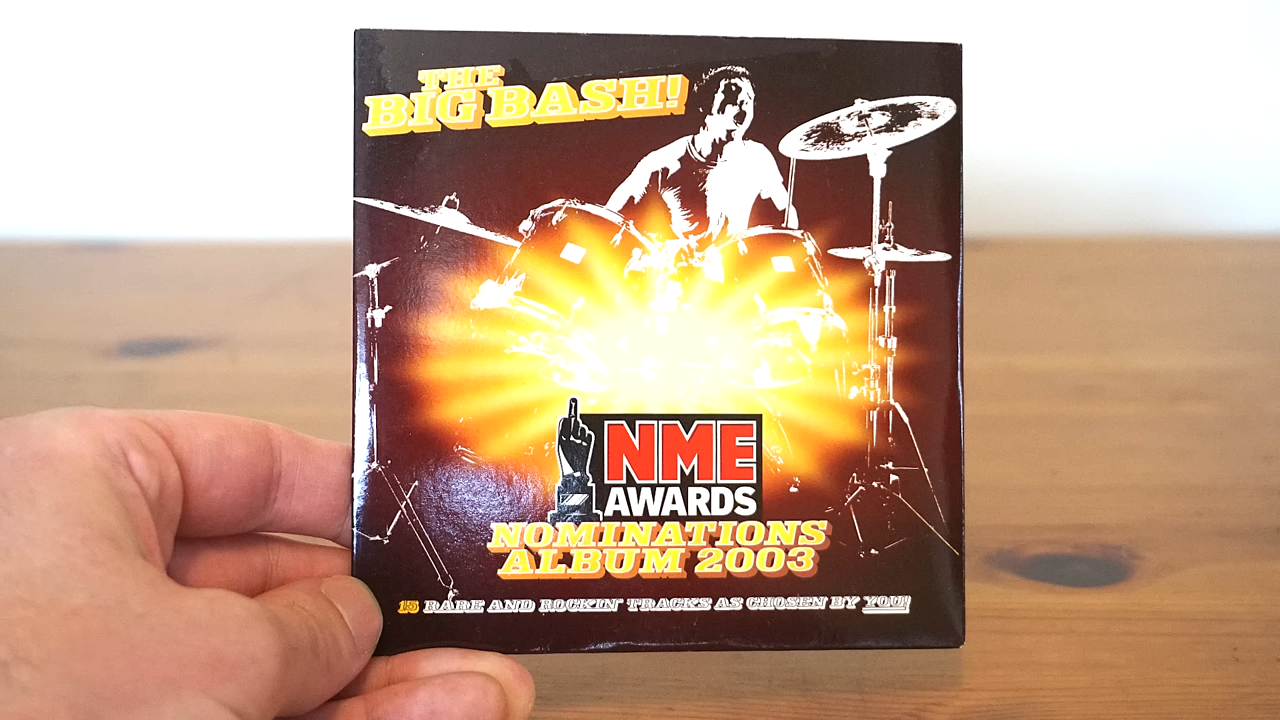 THE
BIG BASH!
NME
AWARDS
NOMINATIONS
ALBUM 2003
15 RARE AND ROCKIN' TRACKS AS CHOSEN BY YOU!